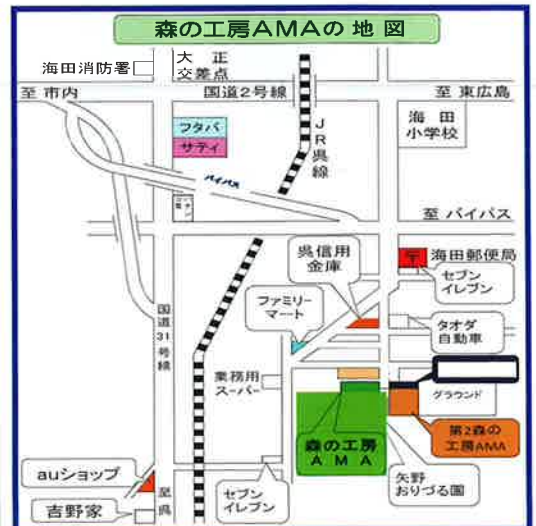 森の工房AMAの地図
海田消防署
大正
交差点
至 市内
国道2号線
至 東広島
フタバ
サティ
JR呉線
海田
小学校
バイパス
至 バイパス
呉信用
金庫
〒
海田郵便局
セブン
イレブン
ファミリー
マート
タオダ
自動車
国道31号線
業務用
スーパー
グラウンド
森の工房
AMA
第2森の
工房AMA
矢野
おりづる園
auショップ
吉野家
至呉
セブン
イレブン